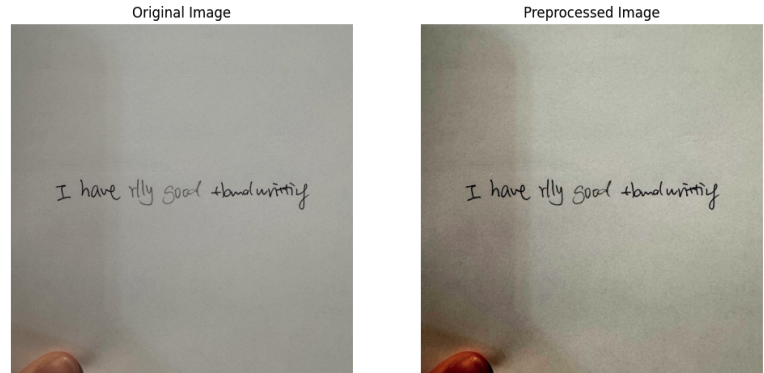 Original Image
Preprocessed Image
I have rlly good handwriting
I have rlly good handwriting